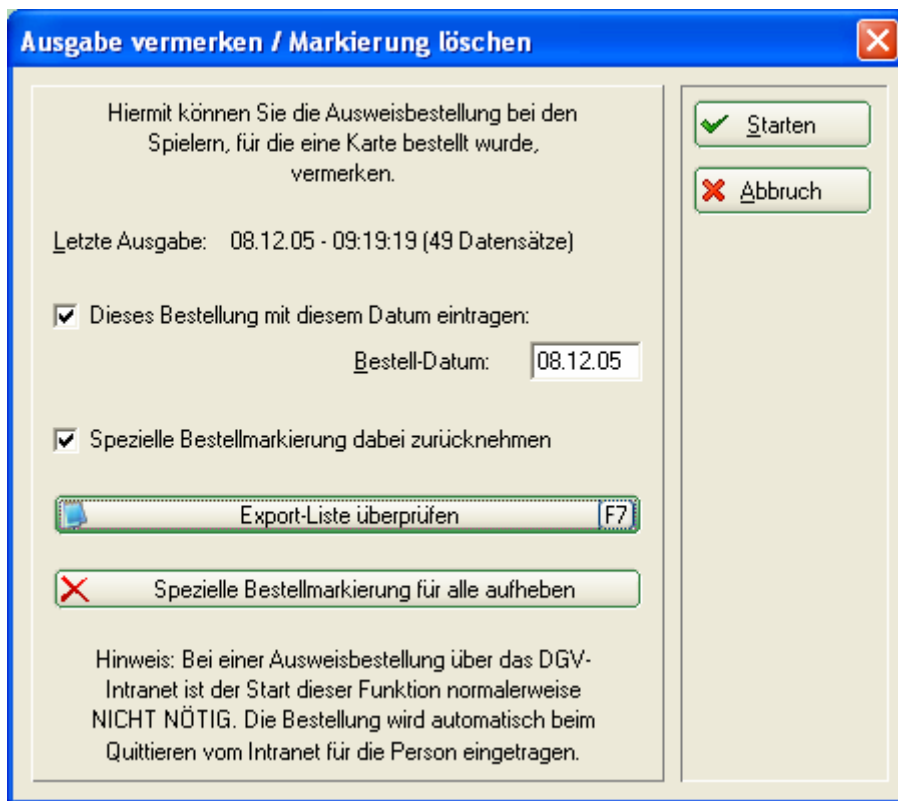 Ausgabe vermerken / Markierung löschen
Hiermit können Sie die Ausweisbestellung bei den
Spielern, für die eine Karte bestellt wurde,
vermerken.
Letzte Ausgabe: 08.12.05 - 09:19:19 (49 Datensätze)
Dieses Bestellung mit diesem Datum eintragen:
Bestell-Datum: 08.12.05
Spezielle Bestellmarkierung dabei zurücknehmen
Export-Liste überprüfen F7
Spezielle Bestellmarkierung für alle aufheben
Hinweis: Bei einer Ausweisbestellung über das DGV-
Intranet ist der Start dieser Funktion normalerweise
NICHT NÖTIG. Die Bestellung wird automatisch beim
Quittieren vom Intranet für die Person eingetragen.
Starten
Abbruch